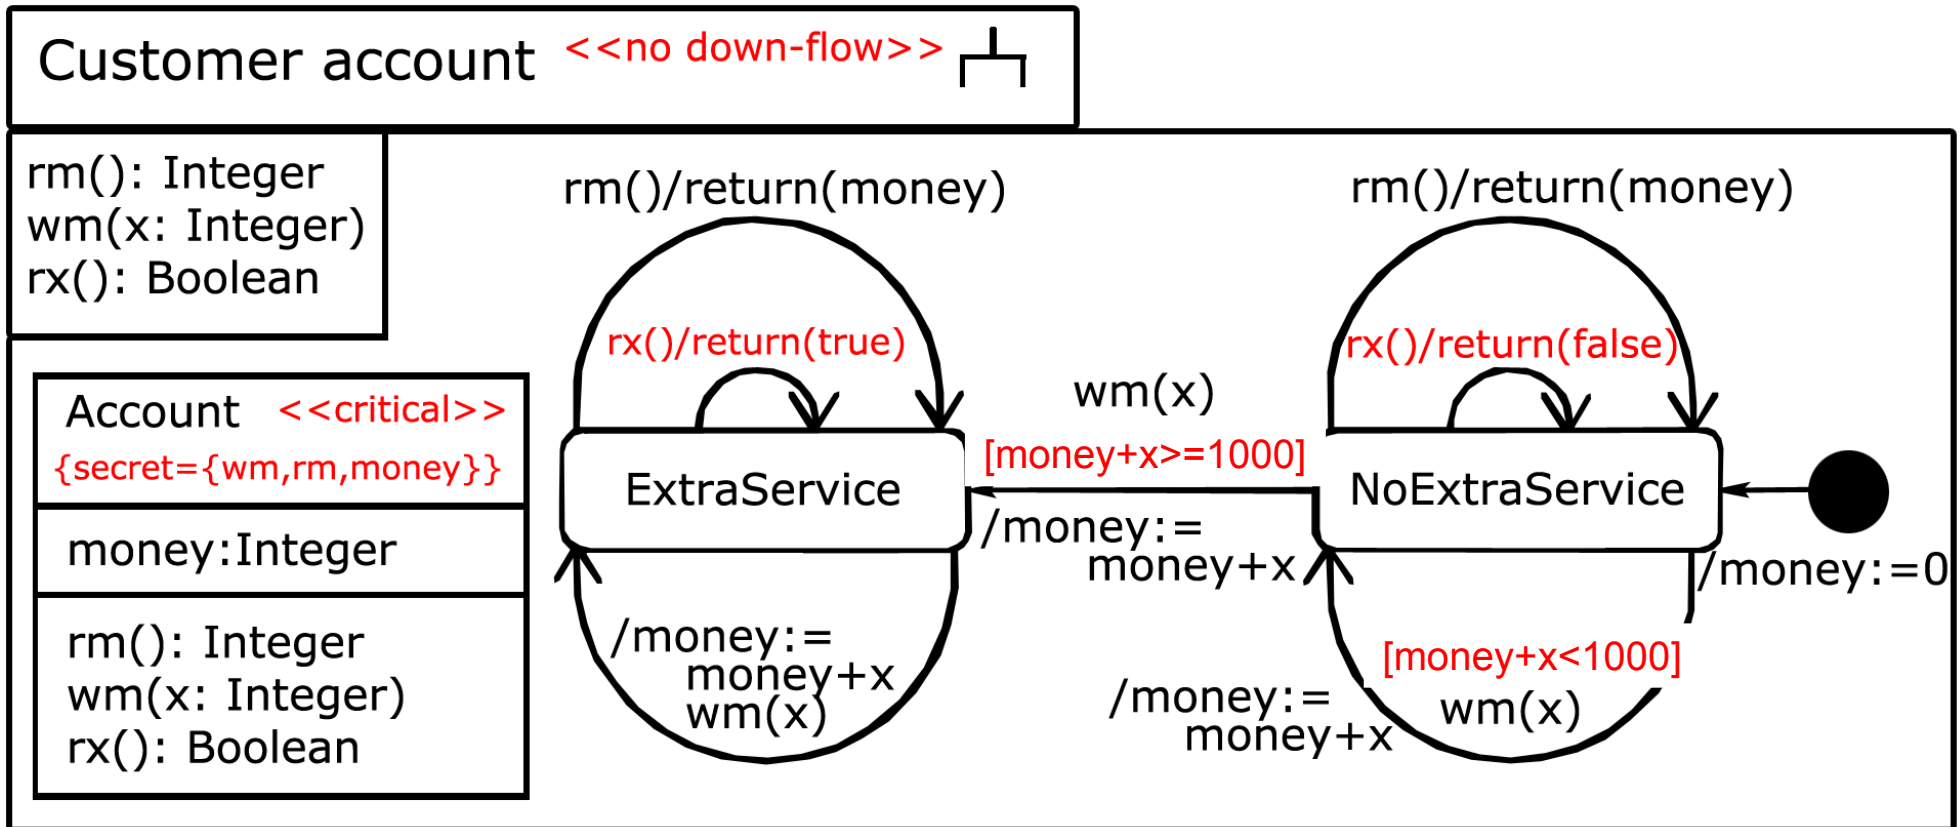 Customer account <<no down-flow>>
rm(): Integer
wm(x: Integer)
rx(): Boolean
Account <<critical>>
{secret={wm,rm,money}}
money:Integer
rm(): Integer
wm(x: Integer)
rx(): Boolean
rm()/return(money)
rx()/return(true)
ExtraService
/money:=
money+x
wm(x)
wm(x)
[money+x>=1000]
/money:=
money+x
rm()/return(money)
rx()/return(false)
NoExtraService
/money:=0
[money+x<1000]
wm(x)
/money:=
money+x